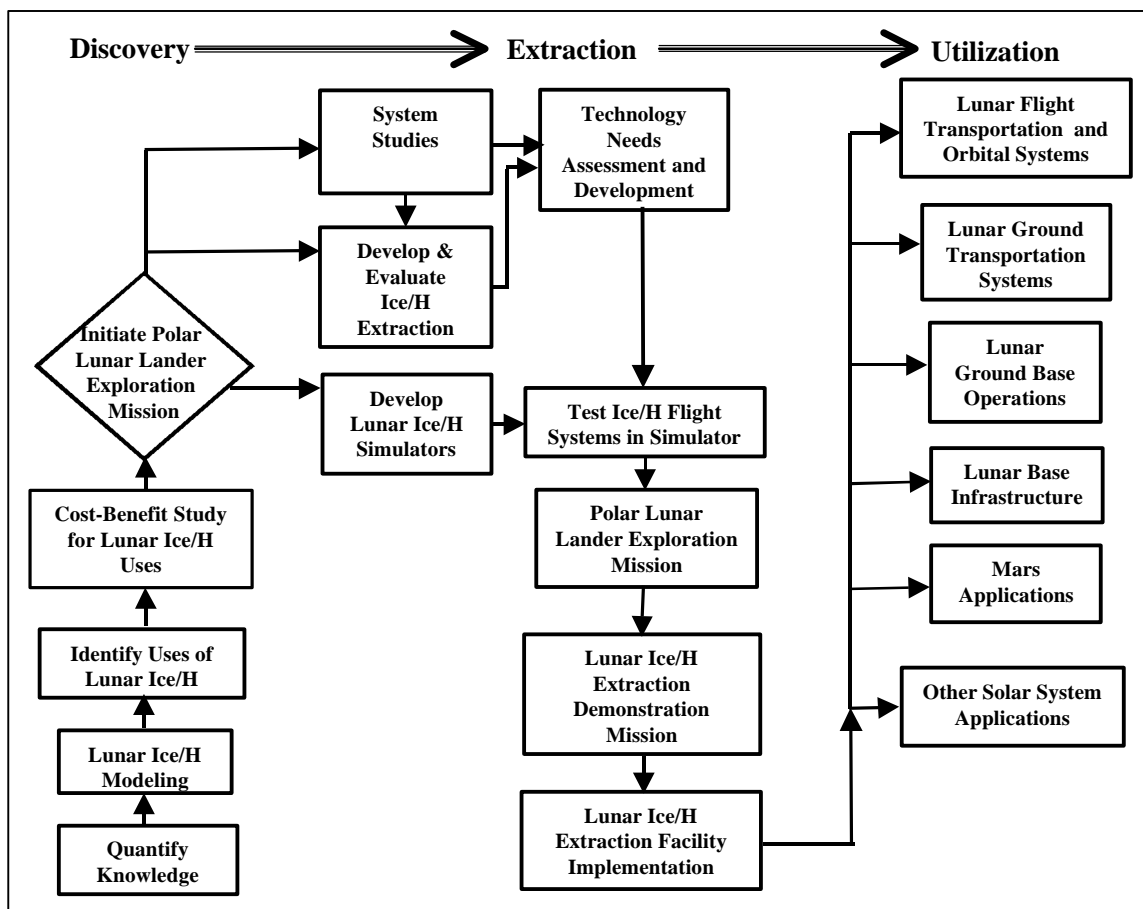 Discovery
Extraction
Utilization
System
Studies
Technology
Needs
Assessment and
Development
Lunar Flight
Transportation and
Orbital Systems
Develop &
Evaluate Ice/H
Extraction
Lunar Ground
Transportation
Systems
Initiate Polar
Lunar Lander
Exploration
Mission
Develop
Lunar Ice/H
Simulators
Test Ice/H Flight
Systems in Simulator
Lunar
Ground Base
Operations
Cost-Benefit Study
for Lunar Ice/H
Uses
Polar Lunar
Lander Exploration
Mission
Lunar Base
Infrastructure
Mars
Applications
Identify Uses of
Lunar Ice/H
Lunar Ice/H
Extraction
Demonstration
Mission
Other Solar System
Applications
Lunar Ice/H
Modeling
Lunar Ice/H
Extraction Facility
Implementation
Quantify
Knowledge